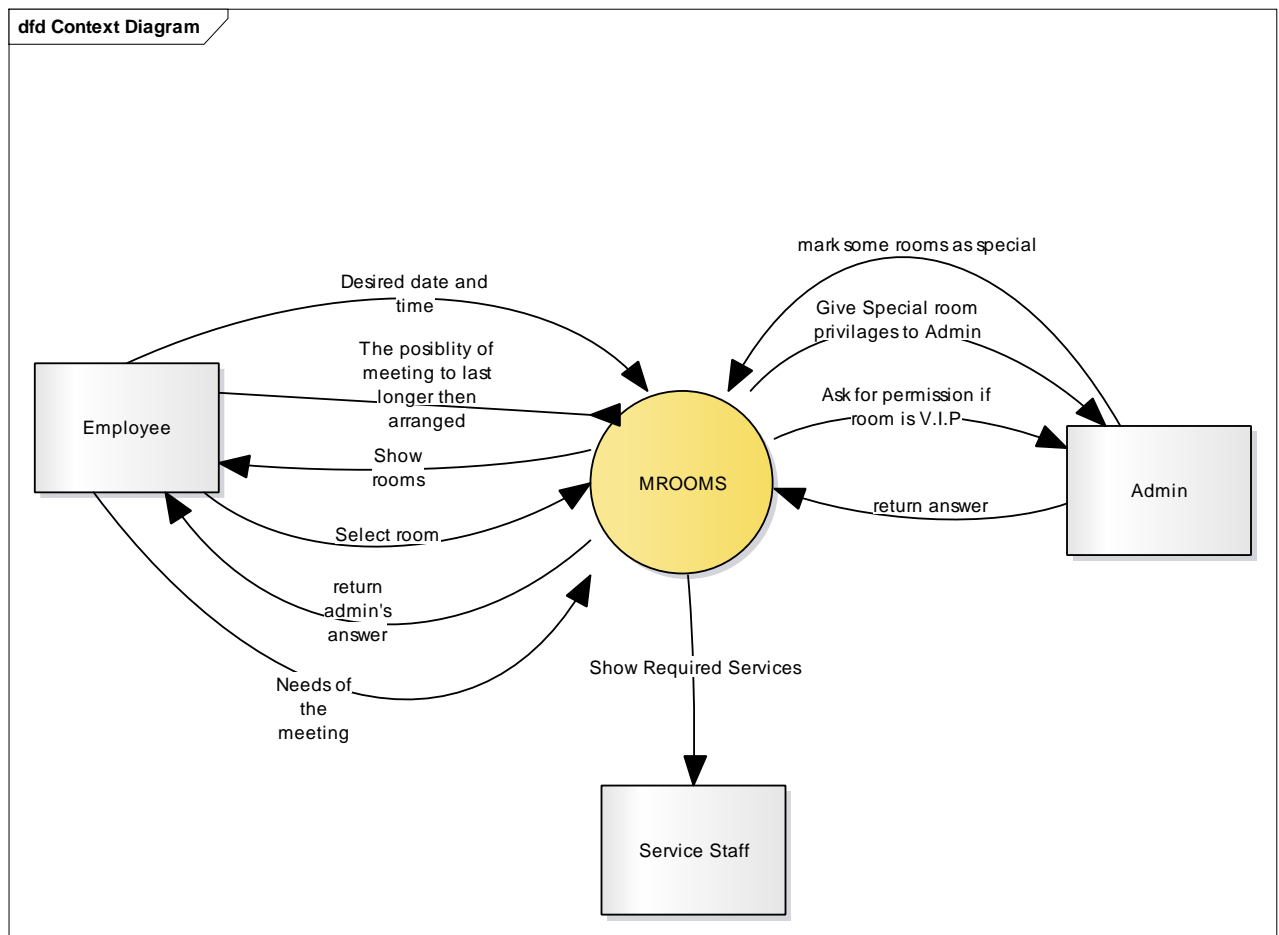 dfd Context Diagram
mark some rooms as special
Desired date and
time
Give Special room
privilages to Admin
The posiblity of
meeting to last
longer then
arranged
Ask for permission if
room is V.I.P
Employee
Show
rooms
MROOMS
Admin
return answer
Select room
return
admin's
answer
Show Required Services
Needs of
the
meeting
Service Staff